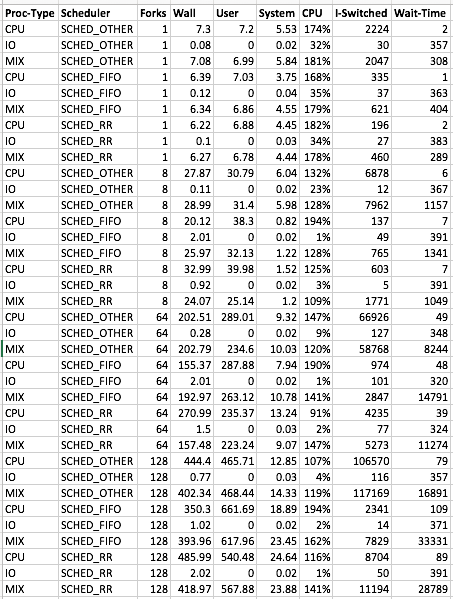 Proc-Type Scheduler Forks Wall User System CPU I-Switched Wait-Time
CPU SCHED_OTHER 1 7.3 7.2 5.53 174% 2224 2
IO SCHED_OTHER 1 0.08 0 0.02 32% 30 357
MIX SCHED_OTHER 1 7.08 6.99 5.84 181% 2047 308
CPU SCHED_FIFO 1 6.39 7.03 3.75 168% 335 1
IO SCHED_FIFO 1 0.12 0 0.04 35% 37 363
MIX SCHED_FIFO 1 6.34 6.86 4.55 179% 621 404
CPU SCHED_RR 1 6.22 6.88 4.45 182% 196 2
IO SCHED_RR 1 0.1 0 0.03 34% 27 383
MIX SCHED_RR 1 6.27 6.78 4.44 178% 460 289
CPU SCHED_OTHER 8 27.87 30.79 6.04 132% 6878 6
IO SCHED_OTHER 8 0.11 0 0.02 23% 12 367
MIX SCHED_OTHER 8 28.99 31.4 5.98 128% 7962 1157
CPU SCHED_FIFO 8 20.12 38.3 0.82 194% 137 7
IO SCHED_FIFO 8 2.01 0 0.02 1% 49 391
MIX SCHED_FIFO 8 25.97 32.13 1.22 128% 765 1341
CPU SCHED_RR 8 32.99 39.98 1.52 125% 603 7
IO SCHED_RR 8 0.92 0 0.02 3% 5 391
MIX SCHED_RR 8 24.07 25.14 1.2 109% 1771 1049
CPU SCHED_OTHER 64 202.51 289.01 9.32 147% 66926 49
IO SCHED_OTHER 64 0.28 0 0.02 9% 127 348
MIX SCHED_OTHER 64 202.79 234.6 10.03 120% 58768 8244
CPU SCHED_FIFO 64 155.37 287.88 7.94 190% 974 48
IO SCHED_FIFO 64 2.01 0 0.02 1% 101 320
MIX SCHED_FIFO 64 192.97 263.12 10.78 141% 2847 14791
CPU SCHED_RR 64 270.99 235.37 13.24 91% 4235 39
IO SCHED_RR 64 1.5 0 0.03 2% 77 324
MIX SCHED_RR 64 157.48 223.24 9.07 147% 5273 11274
CPU SCHED_OTHER 128 444.4 465.71 12.85 107% 106570 79
IO SCHED_OTHER 128 0.77 0 0.03 4% 116 357
MIX SCHED_OTHER 128 402.34 468.44 14.33 119% 117169 16891
CPU SCHED_FIFO 128 350.3 661.69 18.89 194% 2341 109
IO SCHED_FIFO 128 1.02 0 0.02 2% 14 371
MIX SCHED_FIFO 128 393.96 617.96 23.45 162% 7829 33331
CPU SCHED_RR 128 485.99 540.48 24.64 116% 8704 89
IO SCHED_RR 128 2.02 0 0.02 1% 50 391
MIX SCHED_RR 128 418.97 567.88 23.88 141% 11194 28789